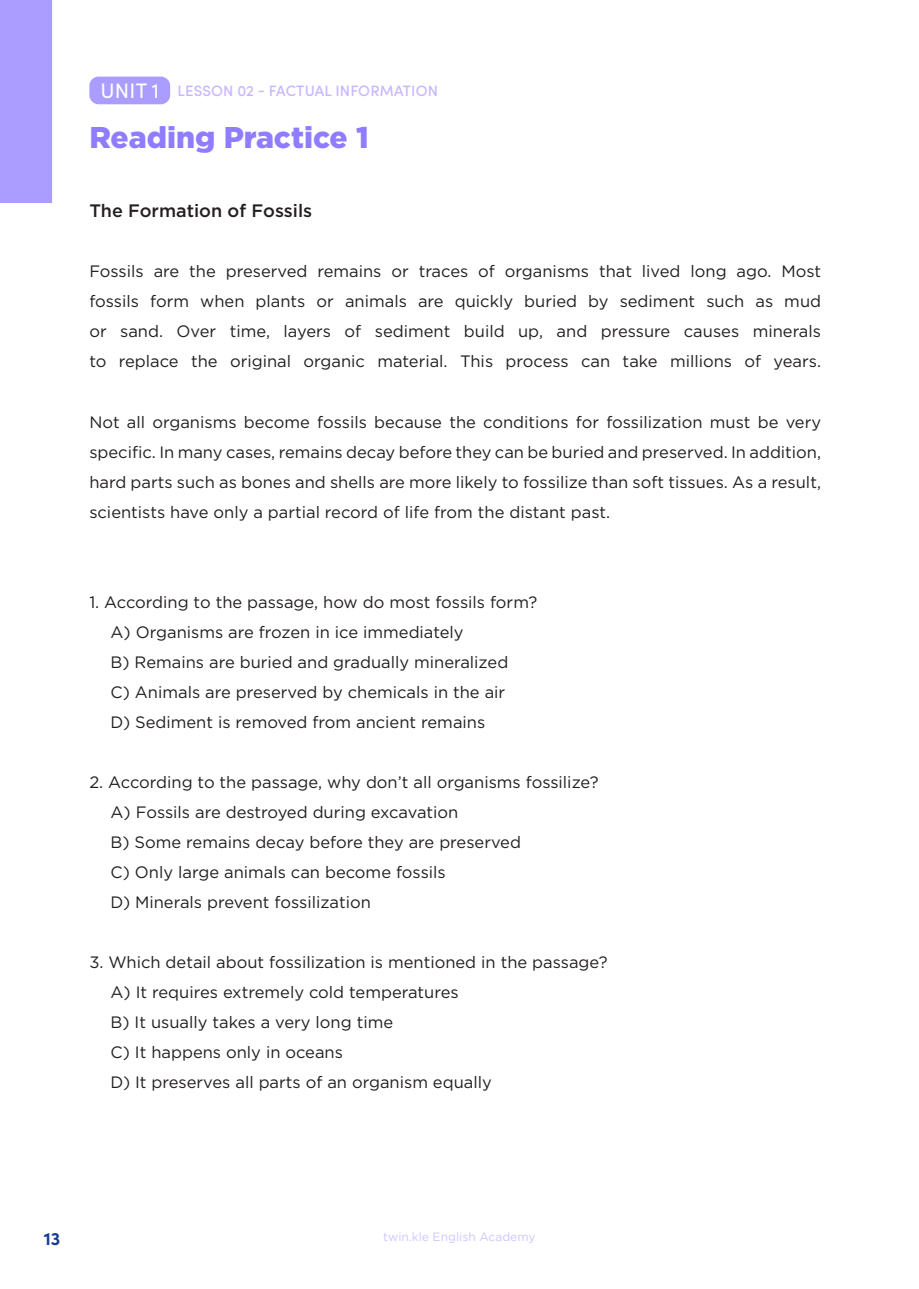 UNIT 1 LESSON 02 - FACTUAL INFORMATION
Reading Practice 1
The Formation of Fossils
Fossils are the preserved remains or traces of organisms that lived long ago. Most
fossils form when plants or animals are quickly buried by sediment such as mud
or sand. Over time, layers of sediment build up, and pressure causes minerals
to replace the original organic material. This process can take millions of years.
Not all organisms become fossils because the conditions for fossilization must be very
specific. In many cases, remains decay before they can be buried and preserved. In addition,
hard parts such as bones and shells are more likely to fossilize than soft tissues. As a result,
scientists have only a partial record of life from the distant past.
1. According to the passage, how do most fossils form?
A) Organisms are frozen in ice immediately
B) Remains are buried and gradually mineralized
C) Animals are preserved by chemicals in the air
D) Sediment is removed from ancient remains
2. According to the passage, why don’t all organisms fossilize?
A) Fossils are destroyed during excavation
B) Some remains decay before they are preserved
C) Only large animals can become fossils
D) Minerals prevent fossilization
3. Which detail about fossilization is mentioned in the passage?
A) It requires extremely cold temperatures
B) It usually takes a very long time
C) It happens only in oceans
D) It preserves all parts of an organism equally
13
twin.kle English Academy